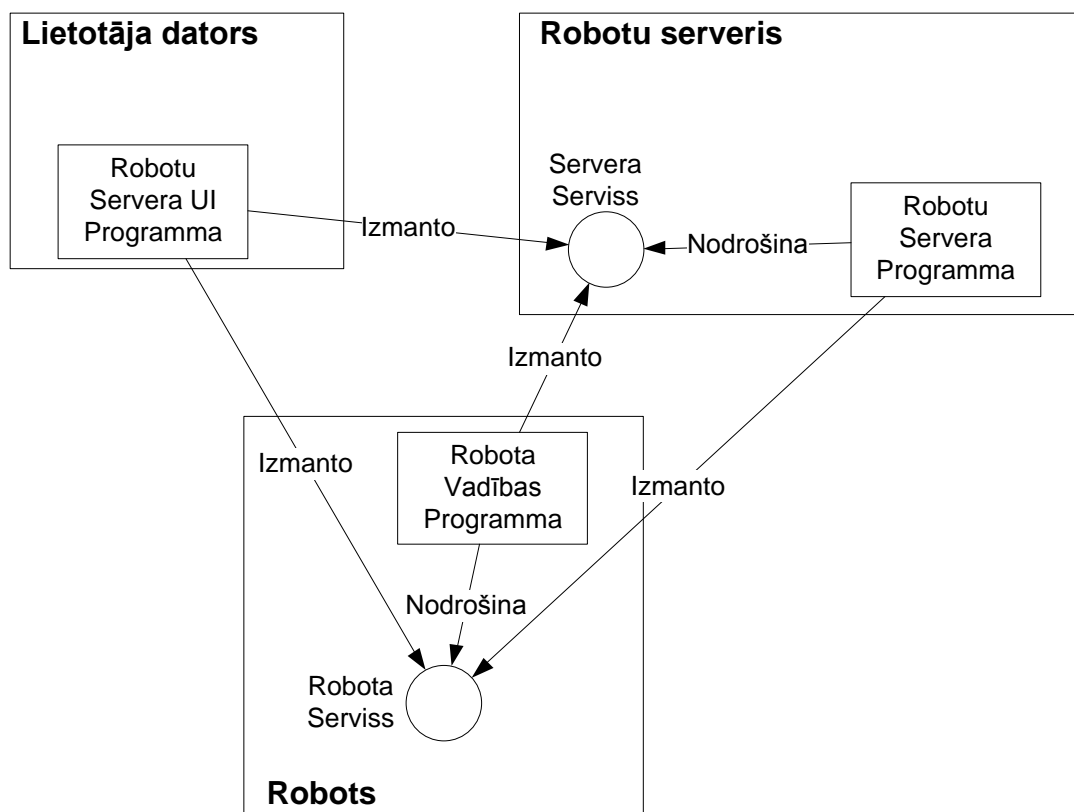 Lietotāja dators
Robotu serveris
Robotu
Servera UI
Programma
Servera
Serviss
Robotu
Servera
Programma
Izmanto
Nodrošina
Izmanto
Robota
Vadības
Programma
Izmanto
Izmanto
Nodrošina
Robota
Serviss
Robots